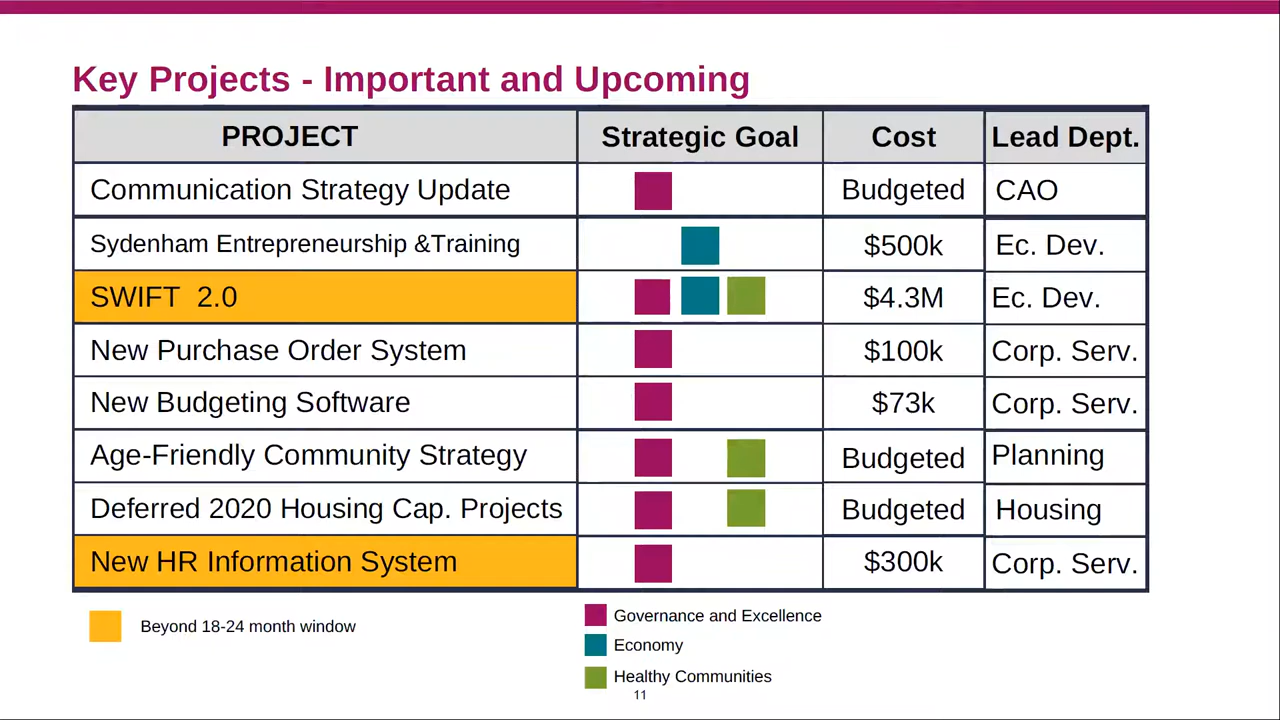 Key Projects - Important and Upcoming
PROJECT Strategic Goal Cost Lead Dept.
Communication Strategy Update Budgeted CAO
Sydenham Entrepreneurship &Training $500k Ec. Dev.
SWIFT 2.0 $4.3M Ec. Dev.
New Purchase Order System $100k Corp. Serv.
New Budgeting Software $73k Corp. Serv.
Age-Friendly Community Strategy Budgeted Planning
Deferred 2020 Housing Cap. Projects Budgeted Housing
New HR Information System $300k Corp. Serv.
Beyond 18-24 month window
Governance and Excellence
Economy
Healthy Communities
11